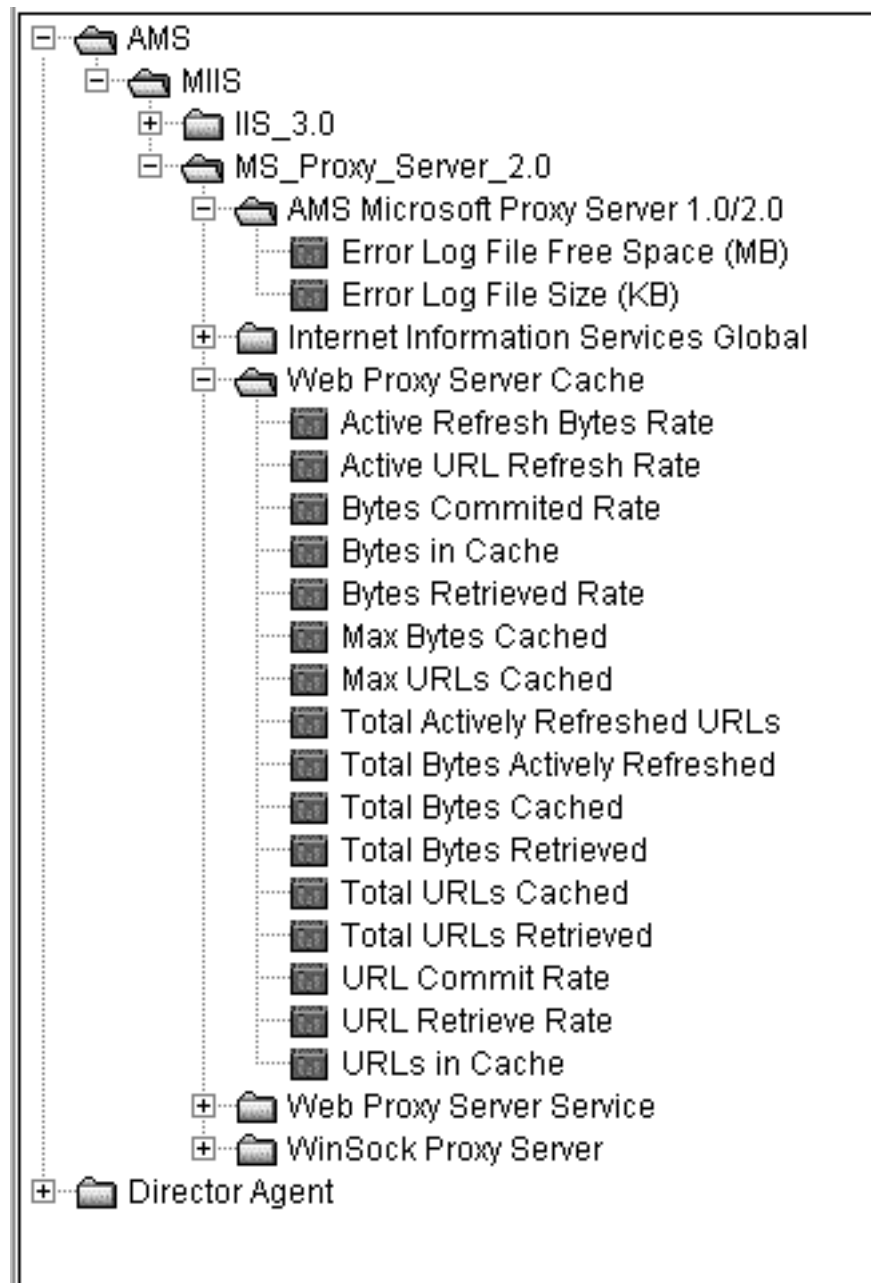 AMS
MIIS
IIS_3.0
MS_Proxy_Server_2.0
AMS Microsoft Proxy Server 1.0/2.0
Error Log File Free Space (MB)
Error Log File Size (KB)
Internet Information Services Global
Web Proxy Server Cache
Active Refresh Bytes Rate
Active URL Refresh Rate
Bytes Commited Rate
Bytes in Cache
Bytes Retrieved Rate
Max Bytes Cached
Max URLs Cached
Total Actively Refreshed URLs
Total Bytes Actively Refreshed
Total Bytes Cached
Total Bytes Retrieved
Total URLs Cached
Total URLs Retrieved
URL Commit Rate
URL Retrieve Rate
URLs in Cache
Web Proxy Server Service
WinSock Proxy Server
Director Agent